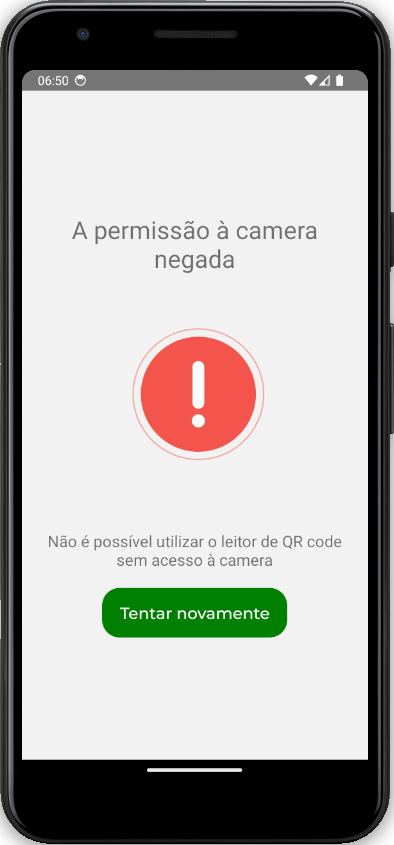 06:50
A permissão à camera
negada
Não é possível utilizar o leitor de QR code
sem acesso à camera
Tentar novamente